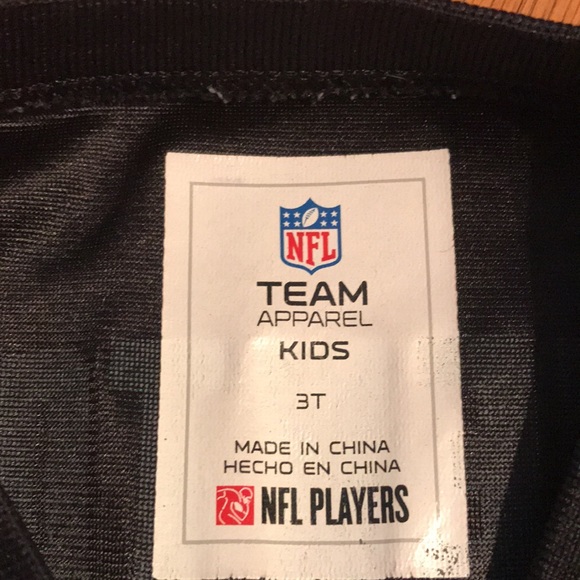 NFL
TEAM
APPAREL
KIDS
3T
MADE IN CHINA
HECHO EN CHINA
NFL PLAYERS